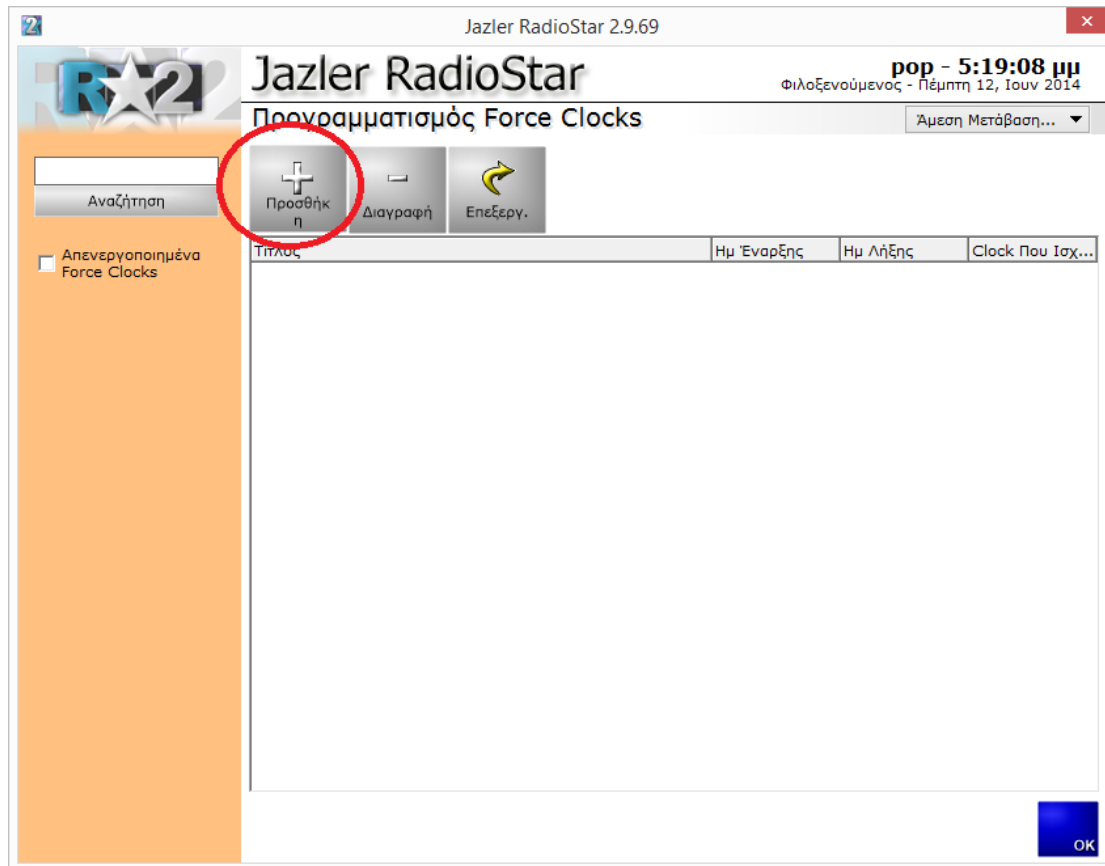 Jazler RadioStar 2.9.69
R☆2
Jazler RadioStar
pop - 5:19:08 μμ
Φιλοξενούμενος - Πέμπτη 12, Ιουν 2014
Προγραμματισμός Force Clocks
Άμεση Μετάβαση...
Αναζήτηση
Προσθήκ
η
Διαγραφή
Επεξεργ.
Απενεργοποιημένα
Force Clocks
Τίτλος
Ημ Έναρξης
Ημ Λήξης
Clock Που Ισχ...
OK